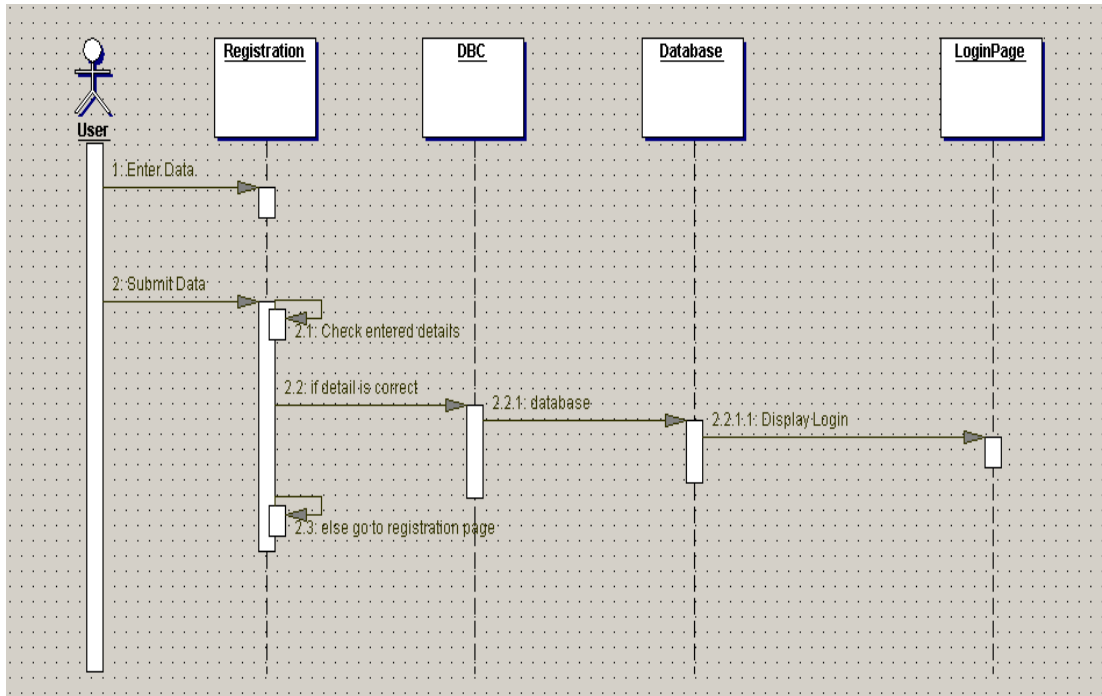 Registration
DBC
Database
LoginPage
User
1: Enter Data
2: Submit Data
2.1: Check entered details
2.2: if detail is correct
2.2.1: database
2.2.1.1: Display Login
2.3: else go to registration page